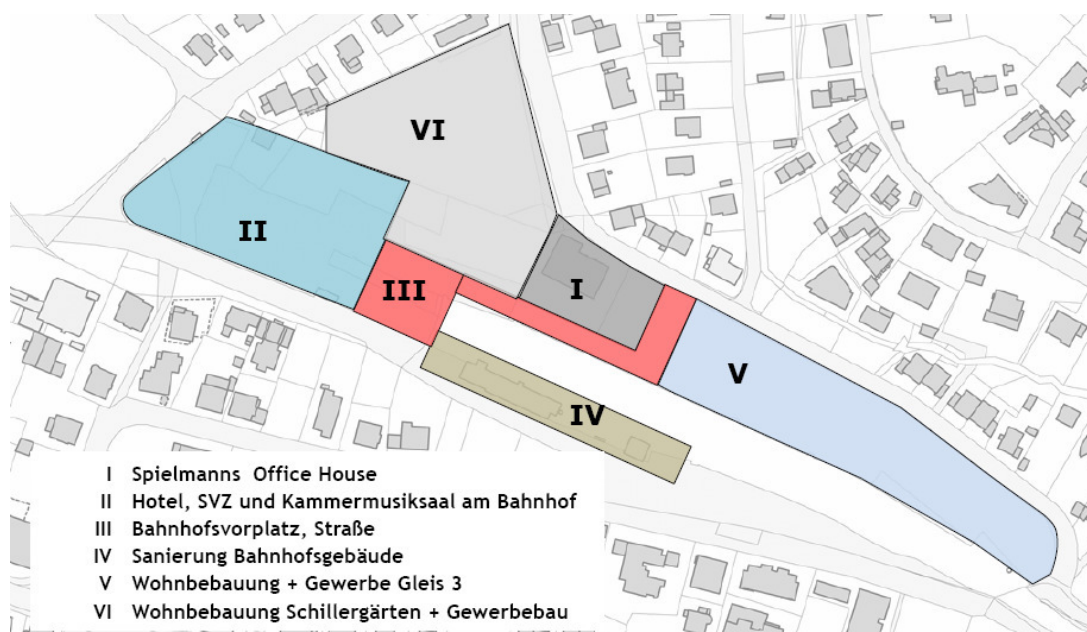 VI
II
III
I
V
IV
I Spielmanns Office House
II Hotel, SVZ und Kammermusiksaal am Bahnhof
III Bahnhofsvorplatz, Straße
IV Sanierung Bahnhofsgebäude
V Wohnbebauung + Gewerbe Gleis 3
VI Wohnbebauung Schillergärten + Gewerbebau